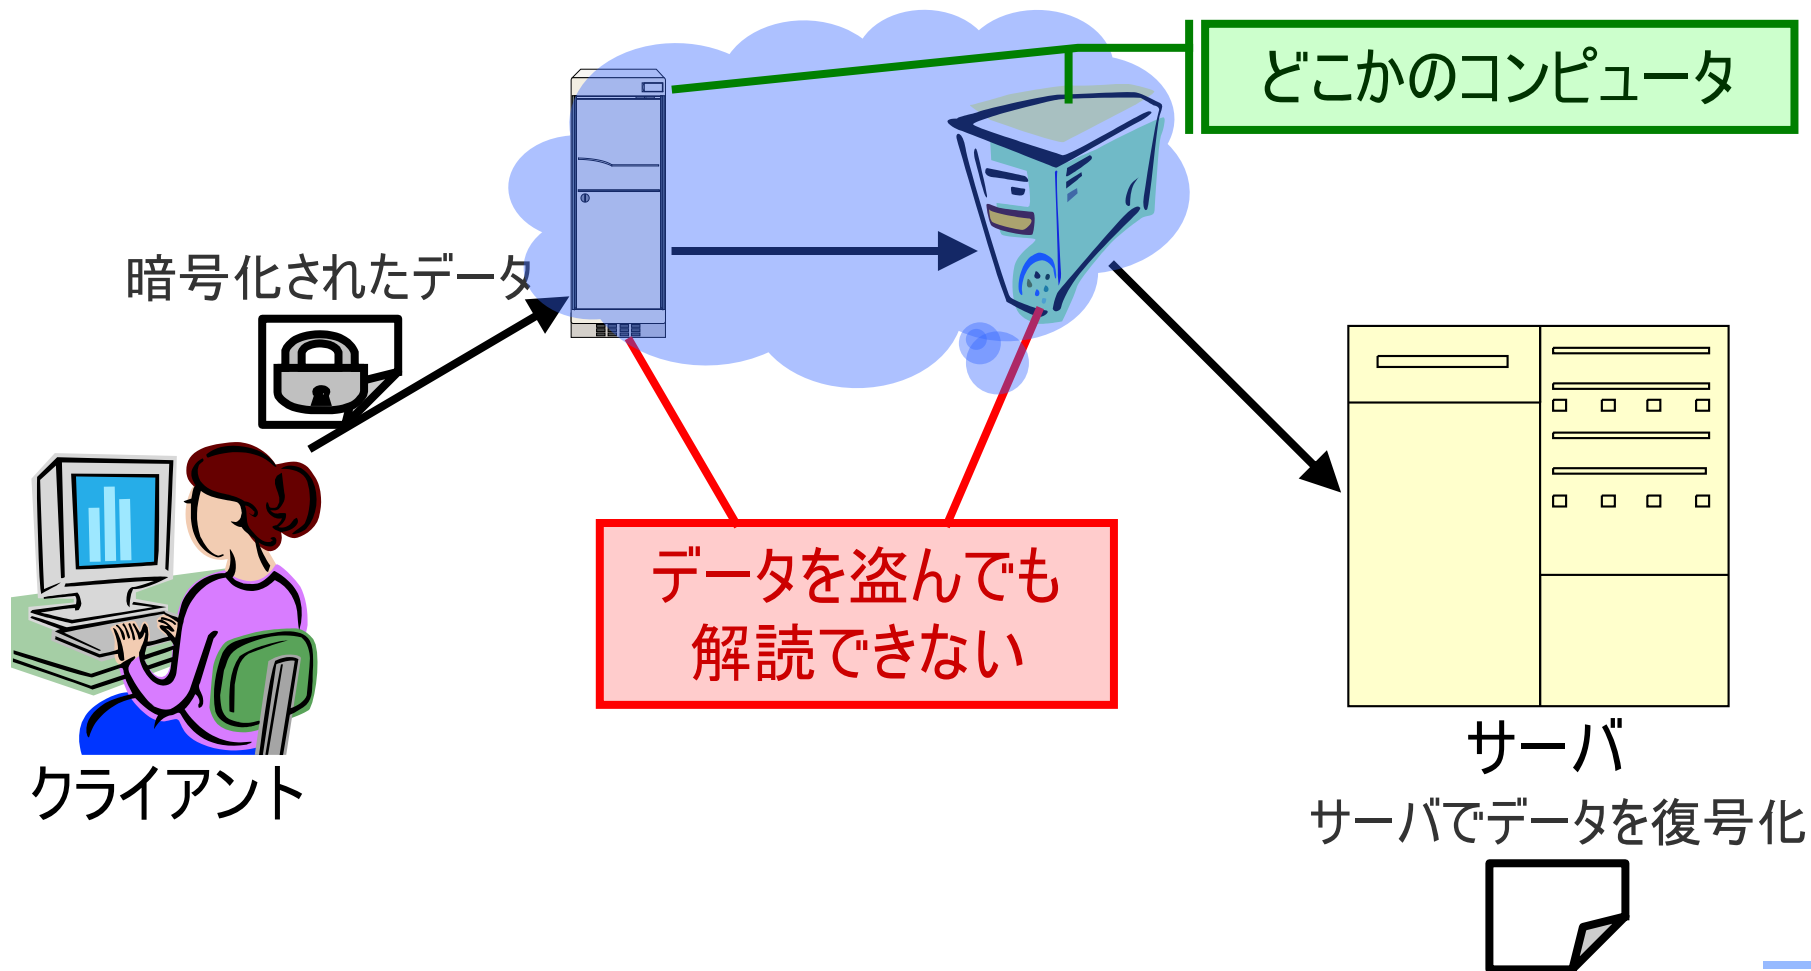 どこかのコンピュータ
暗号化されたデータ
データを盗んでも
解読できない
クライアント
サーバ
サーバでデータを復号化